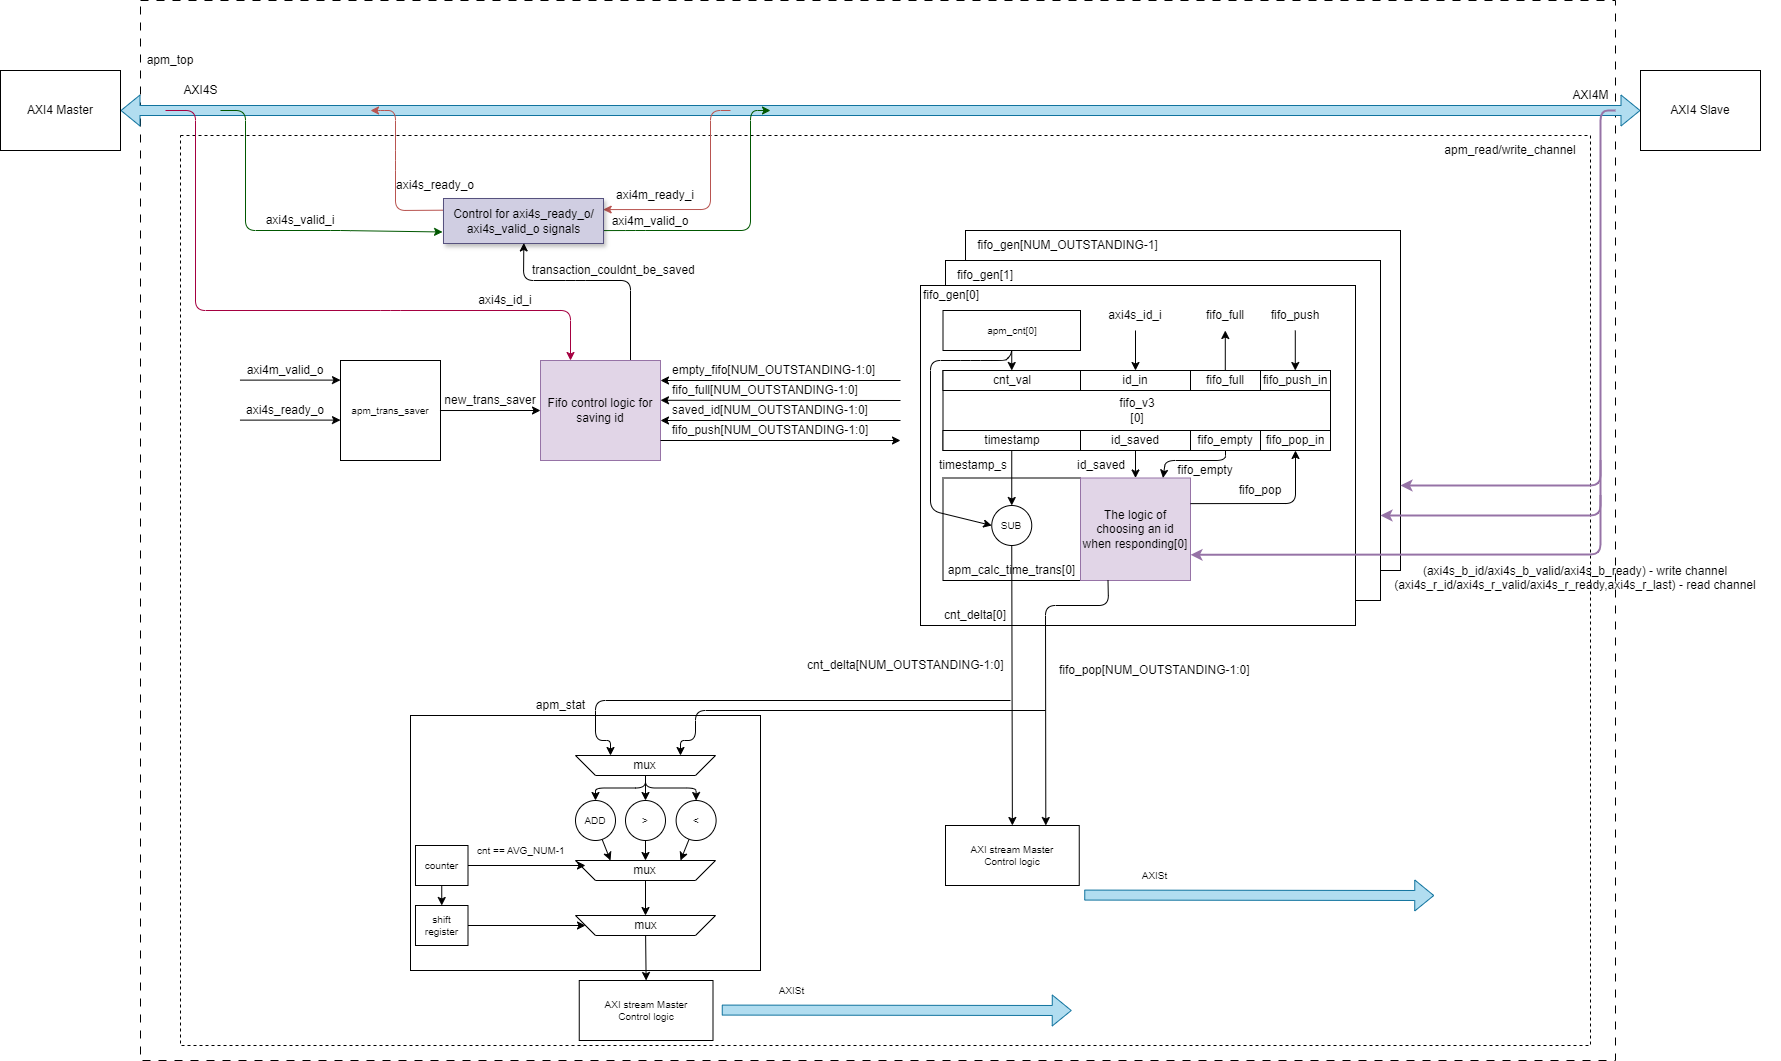 apm_top
AXI4 Master
AXI4S
AXI4M
AXI4 Slave
apm_read/write_channel
axi4s_ready_o
axi4m_ready_i
Control for axi4s_ready_o/
axi4s_valid_o signals
axi4s_valid_i
axi4m_valid_o
transaction_couldnt_be_saved
axi4s_id_i
axi4m_valid_o
axi4s_ready_o
apm_trans_saver
new_trans_saver
Fifo control logic for
saving id
empty_fifo[NUM_OUTSTANDING-1:0]
fifo_full[NUM_OUTSTANDING-1:0]
saved_id[NUM_OUTSTANDING-1:0]
fifo_push[NUM_OUTSTANDING-1:0]
fifo_gen[NUM_OUTSTANDING-1]
fifo_gen[1]
fifo_gen[0]
apm_cnt[0]
axi4s_id_i
fifo_full
fifo_push
cnt_val
id_in
fifo_full
fifo_push_in
fifo_v3
[0]
timestamp
id_saved
fifo_empty
fifo_pop_in
timestamp_s
id_saved
fifo_empty
fifo_pop
SUB
The logic of
choosing an id
when responding[0]
apm_calc_time_trans[0]
(axi4s_b_id/axi4s_b_valid/axi4s_b_ready) - write channel
(axi4s_r_id/axi4s_r_valid/axi4s_r_ready,axi4s_r_last) - read channel
cnt_delta[0]
cnt_delta[NUM_OUTSTANDING-1:0]
fifo_pop[NUM_OUTSTANDING-1:0]
apm_stat
mux
ADD
>
<
counter
cnt == AVG_NUM-1
mux
shift
register
mux
AXI stream Master
Control logic
AXISt
AXI stream Master
Control logic
AXISt